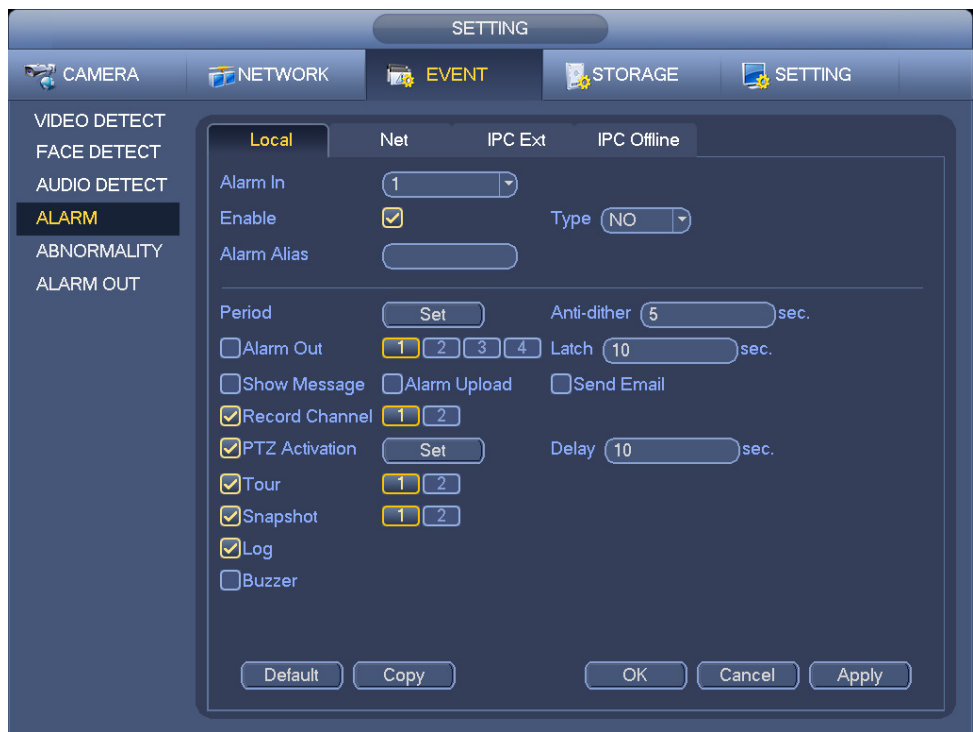 SETTING
CAMERA NETWORK EVENT STORAGE SETTING
VIDEO DETECT
FACE DETECT
AUDIO DETECT
ALARM
ABNORMALITY
ALARM OUT
Local Net IPC Ext IPC Offline
Alarm In 1
Enable Type NO
Alarm Alias
Period Set Anti-dither 5 sec.
Alarm Out 1 2 3 4 Latch 10 sec.
Show Message Alarm Upload Send Email
Record Channel 1 2
PTZ Activation Set Delay 10 sec.
Tour 1 2
Snapshot 1 2
Log
Buzzer
Default Copy OK Cancel Apply